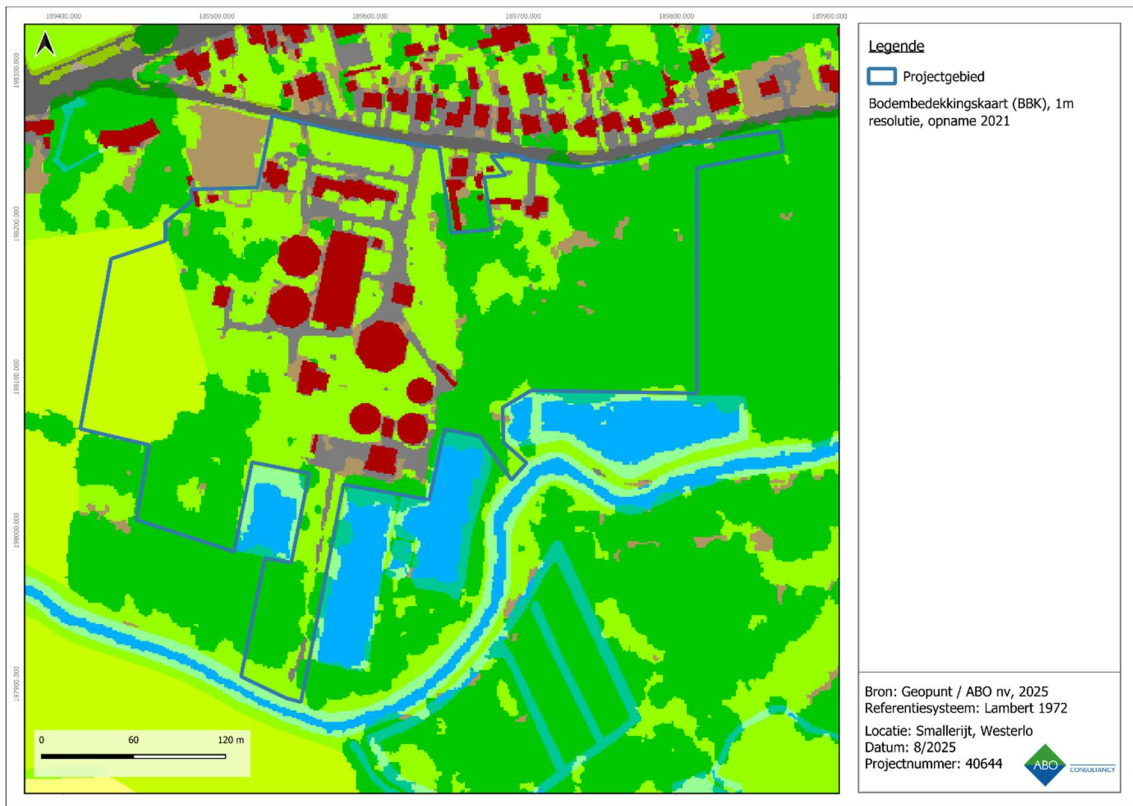 189400.000
189500.000
189600.000
189700.000
189800.000
189900.000
198300.000
198200.000
198100.000
198000.000
197900.000
0
60
120 m
Legende
Projectgebied
Bodembedekkingskaart (BBK), 1m
resolutie, opname 2021
Bron: Geopunt / ABO nv, 2025
Referentiesysteem: Lambert 1972
Locatie: Smallerijt, Westerlo
Datum: 8/2025
Projectnummer: 40644
ABO
CONSULTANCY